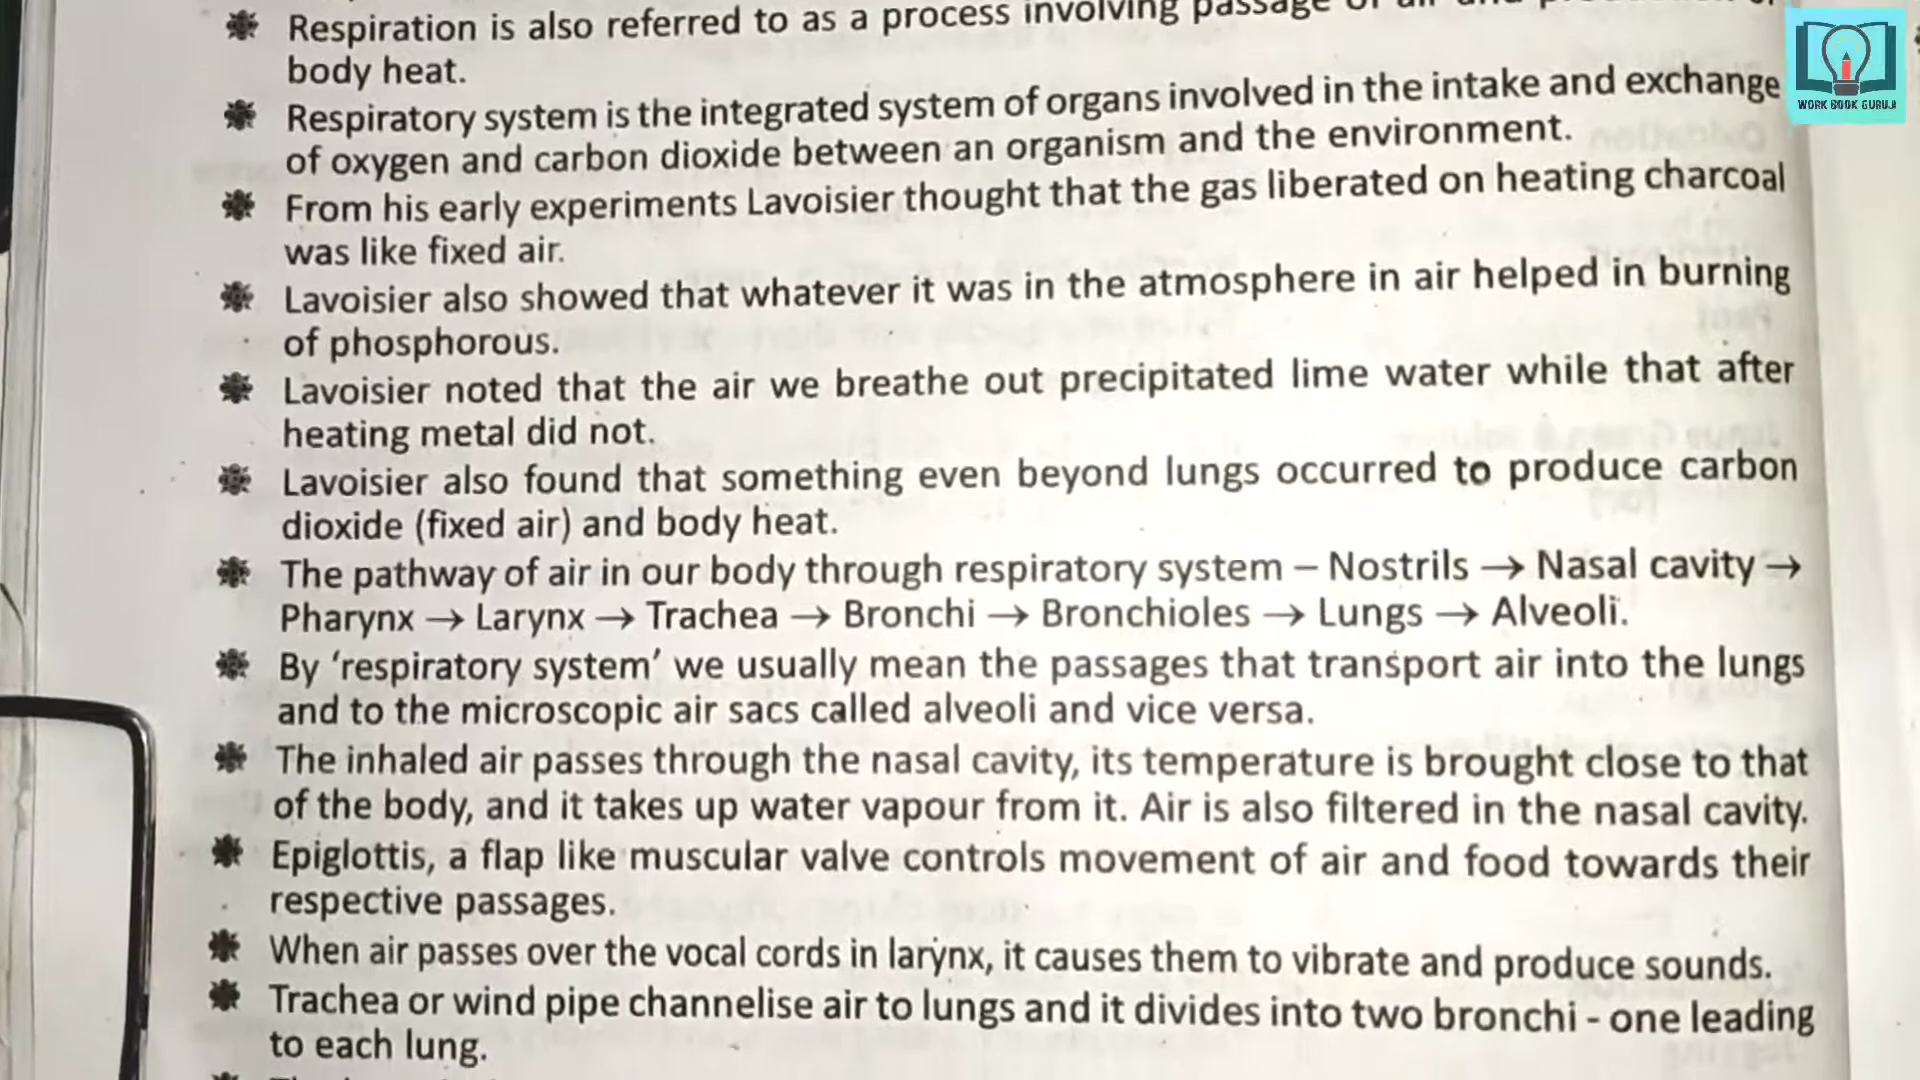 Respiration is also referred to as a process involving passage
body heat.
WORK BOOK GURUJI
Respiratory system is the integrated system of organs involved in the intake and exchange
of oxygen and carbon dioxide between an organism and the environment.
From his early experiments Lavoisier thought that the gas liberated on heating charcoal
was like fixed air.
Lavoisier also showed that whatever it was in the atmosphere in air helped in burning
of phosphorous.
Lavoisier noted that the air we breathe out precipitated lime water while that after
heating metal did not.
Lavoisier also found that something even beyond lungs occurred to produce carbon
dioxide (fixed air) and body heat.
The pathway of air in our body through respiratory system – Nostrils → Nasal cavity →
Pharynx → Larynx → Trachea → Bronchi → Bronchioles → Lungs → Alveoli.
By ‘respiratory system’ we usually mean the passages that transport air into the lungs
and to the microscopic air sacs called alveoli and vice versa.
The inhaled air passes through the nasal cavity, its temperature is brought close to that
of the body, and it takes up water vapour from it. Air is also filtered in the nasal cavity.
Epiglottis, a flap like muscular valve controls movement of air and food towards their
respective passages.
When air passes over the vocal cords in larynx, it causes them to vibrate and produce sounds.
Trachea or wind pipe channelise air to lungs and it divides into two bronchi - one leading
to each lung.